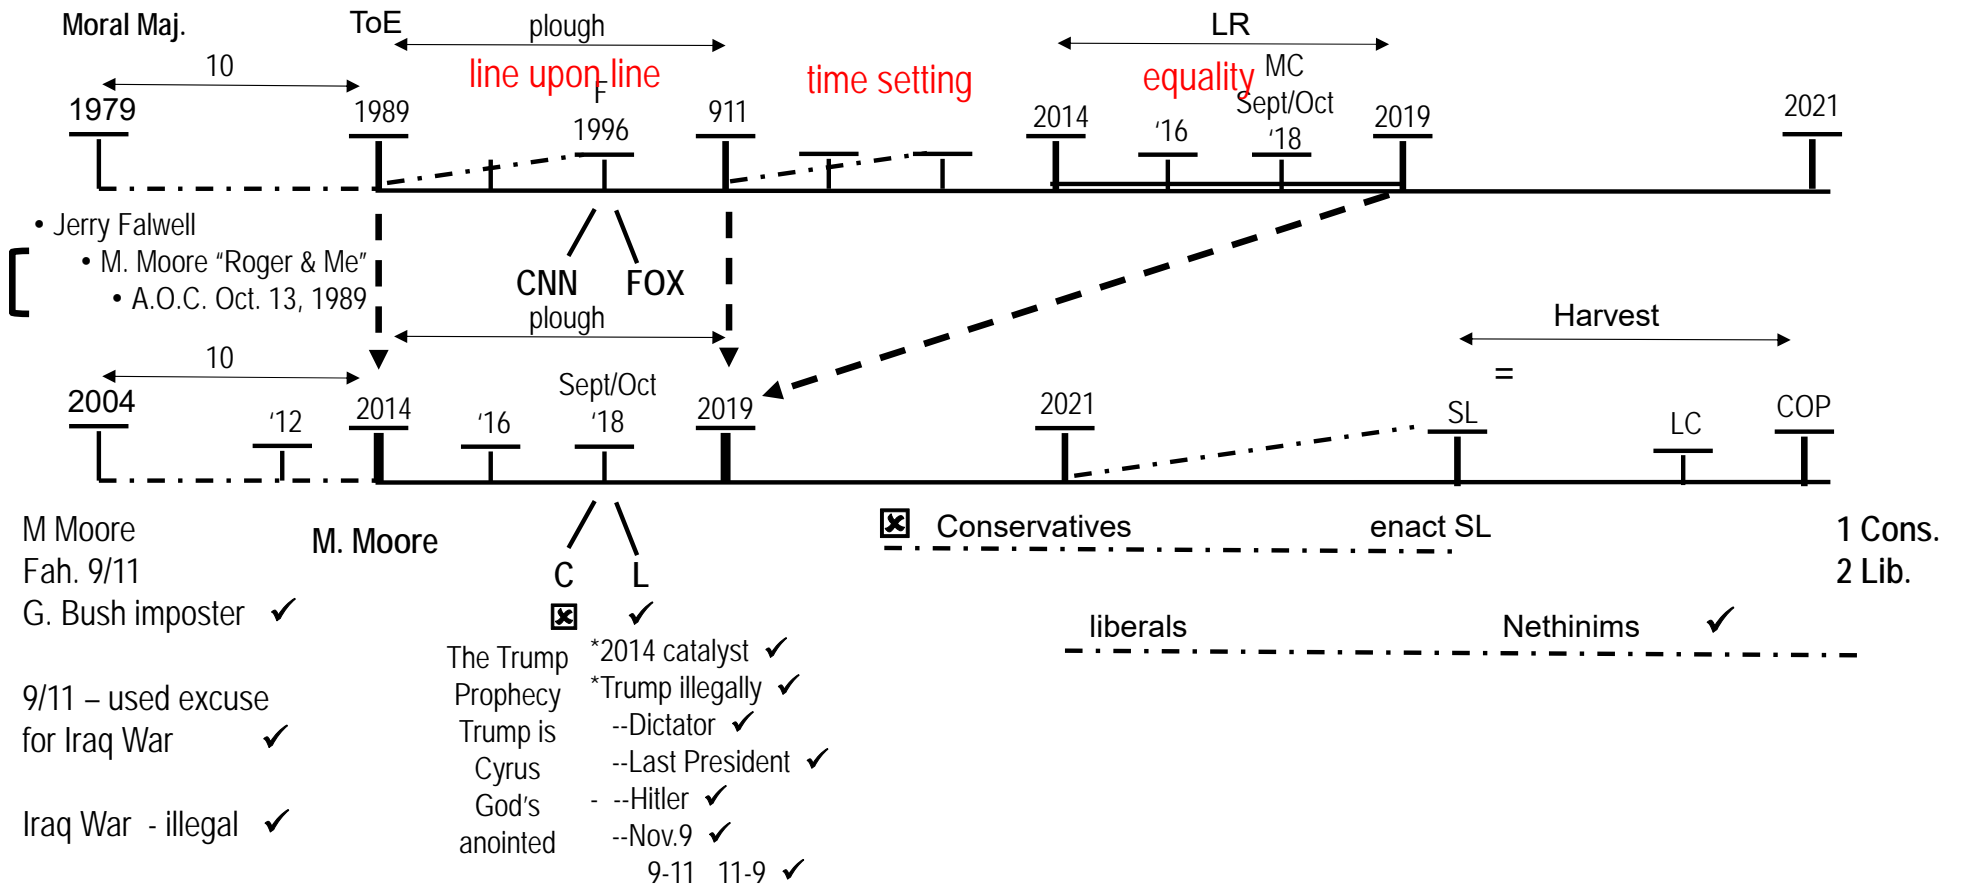 Moral Maj.
ToE
plough
LR
10
line upon line
time setting
equality
MC
F
Sept/Oct
1979
1989
1996
911
2014
'16
'18
2019
2021
• Jerry Falwell
• M. Moore “Roger & Me”
• A.O.C. Oct. 13, 1989
CNN
FOX
plough
Harvest
10
=
Sept/Oct
2004
'12
2014
'16
'18
2019
2021
SL
LC
COP
M Moore
Fah. 9/11
G. Bush imposter ✓
9/11 – used excuse
for Iraq War ✓
Iraq War - illegal ✓
M. Moore
C
L
☒
✓
The Trump
Prophecy
Trump is
Cyrus
God's
anointed
*2014 catalyst ✓
*Trump illegally ✓
--Dictator ✓
--Last President ✓
- --Hitler ✓
--Nov.9 ✓
9-11 11-9 ✓
☒ Conservatives
enact SL
liberals
Nethinims ✓
1 Cons.
2 Lib.